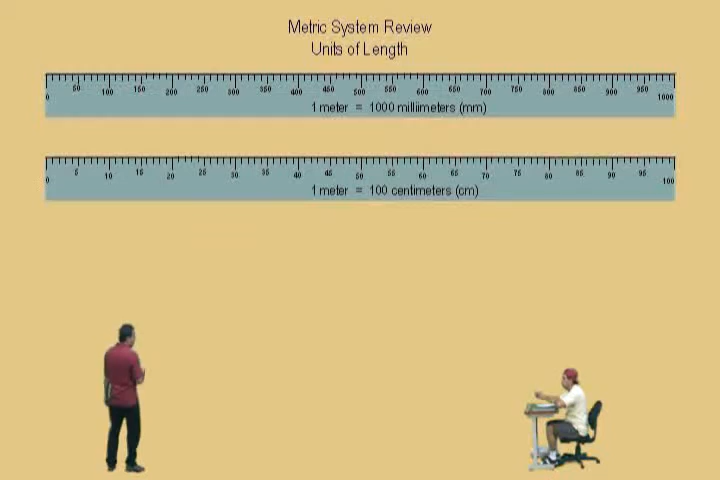 Metric System Review
Units of Length
0 50 100 150 200 250 300 350 400 450 500 550 600 650 700 750 800 850 900 950 1000
1 meter = 1000 millimeters (mm)
0 5 10 15 20 25 30 35 40 45 50 55 60 65 70 75 80 85 90 95 100
1 meter = 100 centimeters (cm)